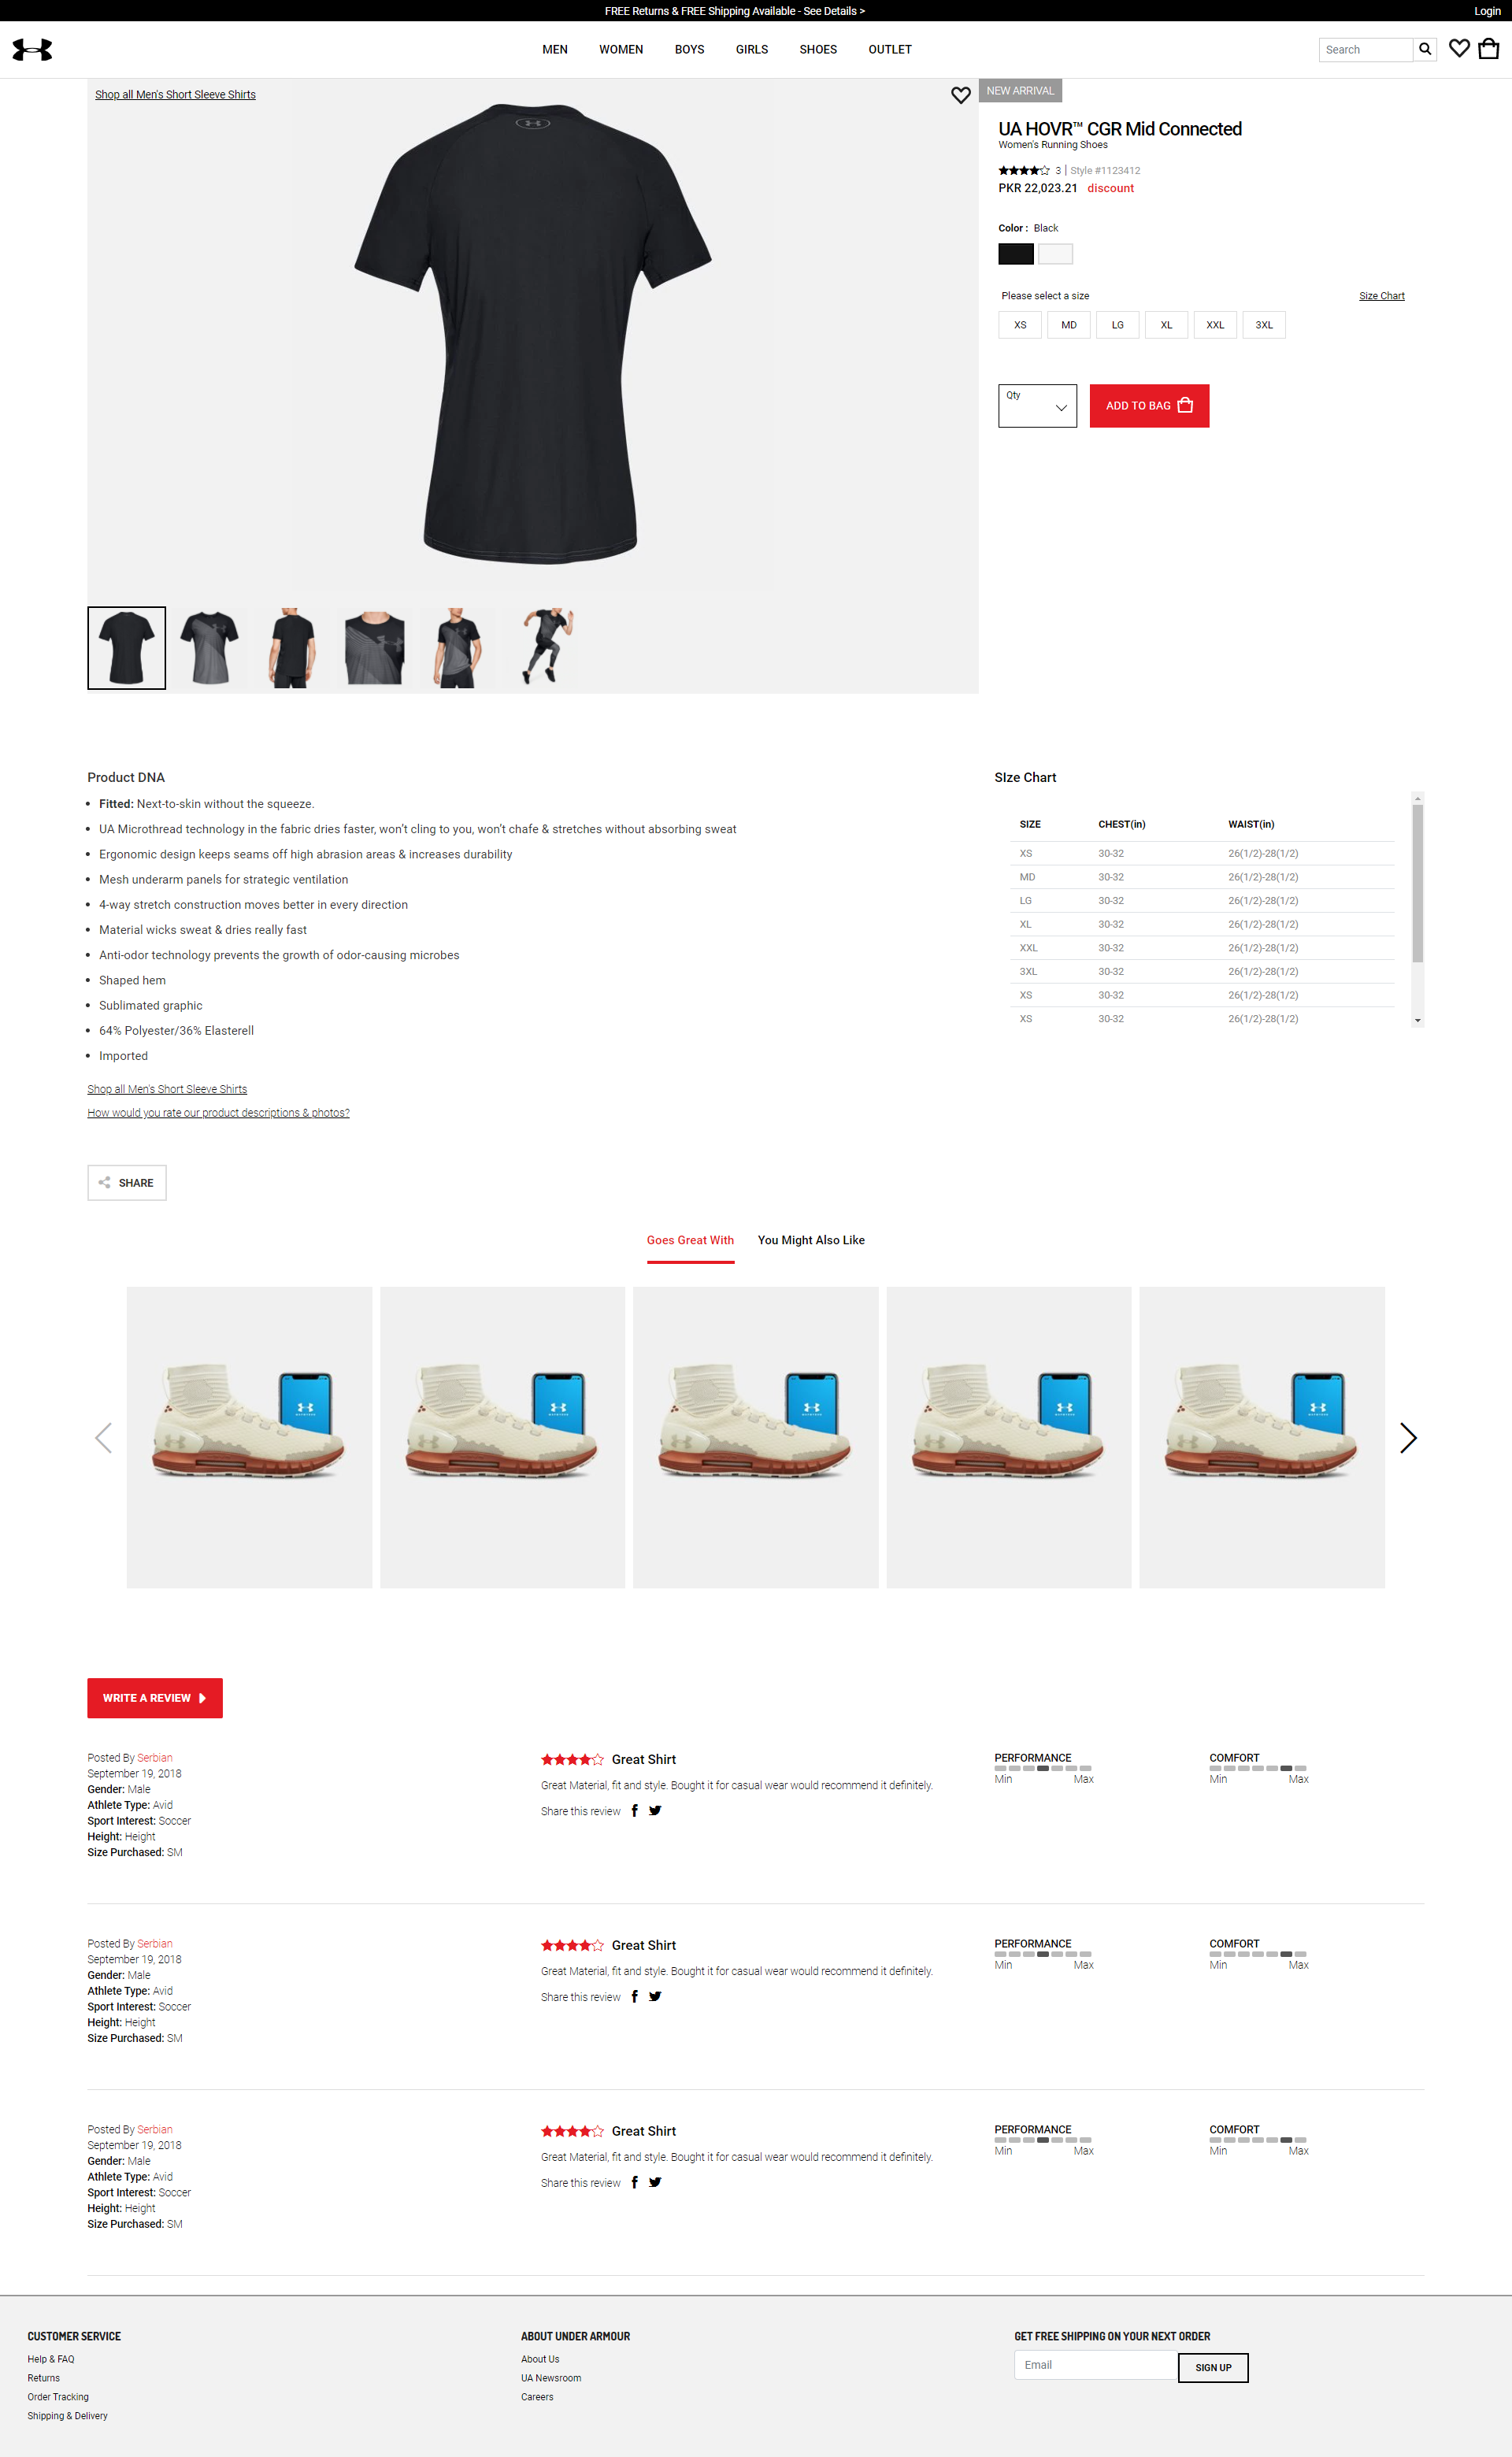 FREE Returns & FREE Shipping Available - See Details >
Login
MEN WOMEN BOYS GIRLS SHOES OUTLET
Search
Shop all Men's Short Sleeve Shirts
NEW ARRIVAL
UA HOVR™ CGR Mid Connected
Women's Running Shoes
3 | Style #1123412
PKR 22,023.21 discount
Color : Black
Please select a size
Size Chart
XS MD LG XL XXL 3XL
Qty
ADD TO BAG
Product DNA
• Fitted: Next-to-skin without the squeeze.
• UA Microthread technology in the fabric dries faster, won’t cling to you, won’t chafe & stretches without absorbing sweat
• Ergonomic design keeps seams off high abrasion areas & increases durability
• Mesh underarm panels for strategic ventilation
• 4-way stretch construction moves better in every direction
• Material wicks sweat & dries really fast
• Anti-odor technology prevents the growth of odor-causing microbes
• Shaped hem
• Sublimated graphic
• 64% Polyester/36% Elasterell
• Imported
Shop all Men's Short Sleeve Shirts
How would you rate our product descriptions & photos?
SIze Chart
SIZE CHEST(in) WAIST(in)
XS 30-32 26(1/2)-28(1/2)
MD 30-32 26(1/2)-28(1/2)
LG 30-32 26(1/2)-28(1/2)
XL 30-32 26(1/2)-28(1/2)
XXL 30-32 26(1/2)-28(1/2)
3XL 30-32 26(1/2)-28(1/2)
XS 30-32 26(1/2)-28(1/2)
XS 30-32 26(1/2)-28(1/2)
SHARE
Goes Great With You Might Also Like
WRITE A REVIEW
Posted By Serbian
September 19, 2018
Gender: Male
Athlete Type: Avid
Sport Interest: Soccer
Height: Height
Size Purchased: SM
Great Shirt
Great Material, fit and style. Bought it for casual wear would recommend it definitely.
Share this review
PERFORMANCE
Min Max
COMFORT
Min Max
Posted By Serbian
September 19, 2018
Gender: Male
Athlete Type: Avid
Sport Interest: Soccer
Height: Height
Size Purchased: SM
Great Shirt
Great Material, fit and style. Bought it for casual wear would recommend it definitely.
Share this review
PERFORMANCE
Min Max
COMFORT
Min Max
Posted By Serbian
September 19, 2018
Gender: Male
Athlete Type: Avid
Sport Interest: Soccer
Height: Height
Size Purchased: SM
Great Shirt
Great Material, fit and style. Bought it for casual wear would recommend it definitely.
Share this review
PERFORMANCE
Min Max
COMFORT
Min Max
CUSTOMER SERVICE
Help & FAQ
Returns
Order Tracking
Shipping & Delivery
ABOUT UNDER ARMOUR
About Us
UA Newsroom
Careers
GET FREE SHIPPING ON YOUR NEXT ORDER
Email
SIGN UP